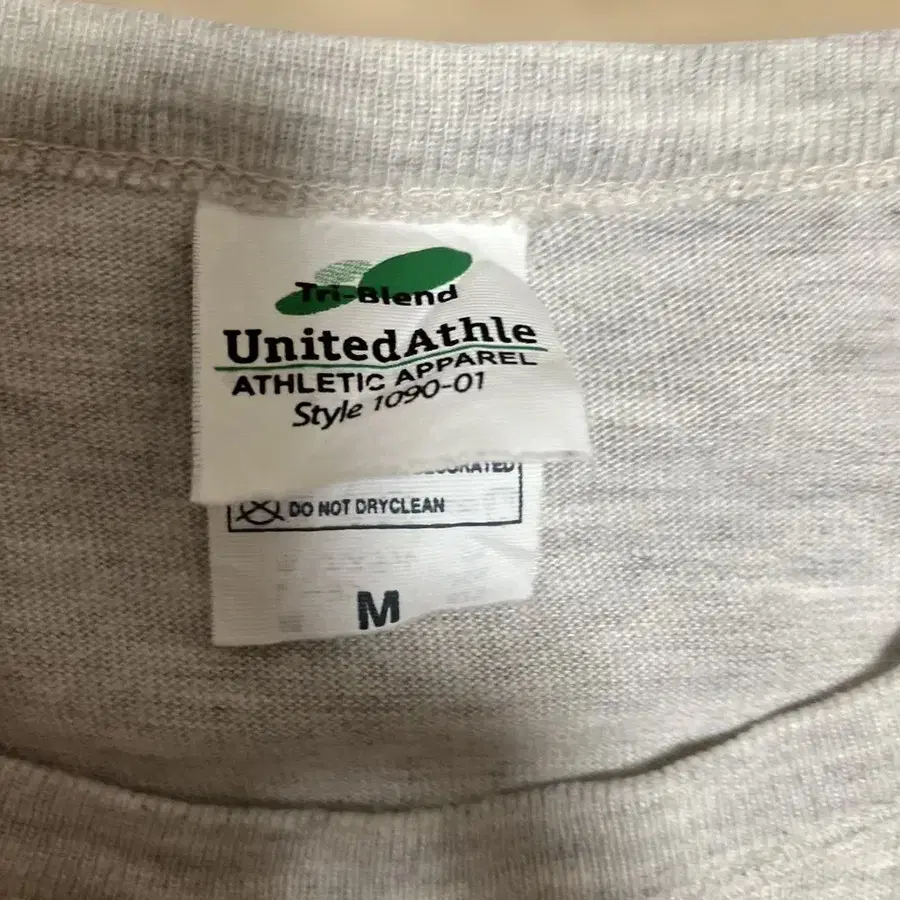 Tri-Blend
UnitedAthle
ATHLETIC APPAREL
Style 1090-01
DO NOT DRYCLEAN
M